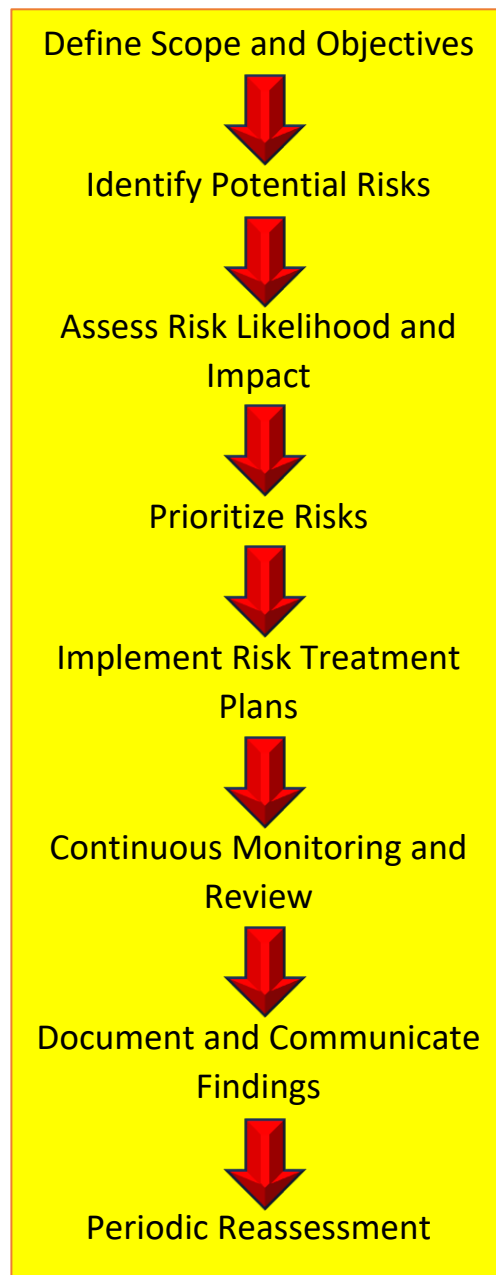 Define Scope and Objectives
Identify Potential Risks
Assess Risk Likelihood and
Impact
Prioritize Risks
Implement Risk Treatment
Plans
Continuous Monitoring and
Review
Document and Communicate
Findings
Periodic Reassessment